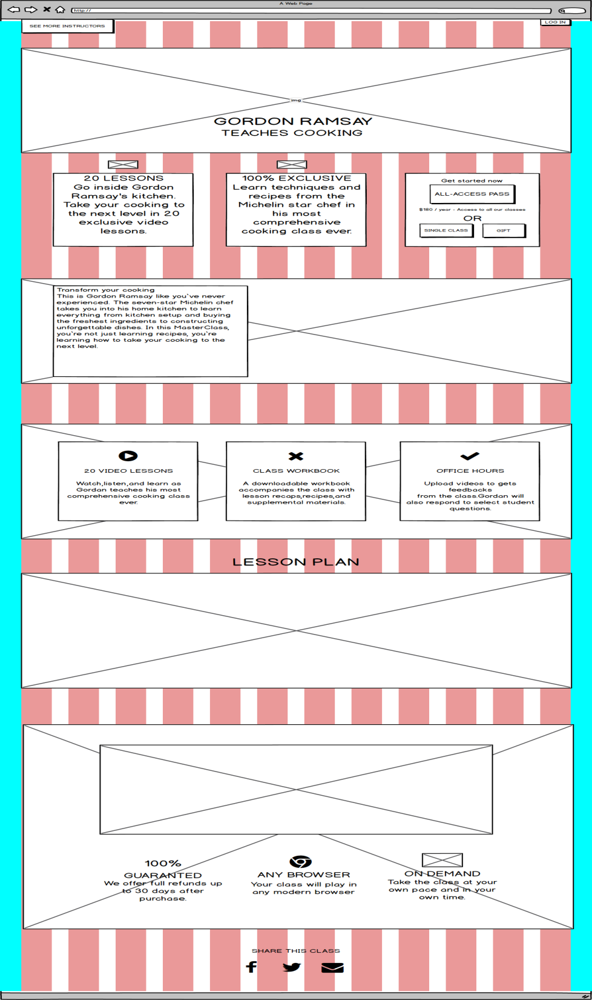 A Web Page
http://
SEE MORE INSTRUCTORS
LOG IN
img
GORDON RAMSAY
TEACHES COOKING
20 LESSONS
Go inside Gordon
Ramsay's kitchen.
Take your cooking to
the next level in 20
exclusive video
lessons.
100% EXCLUSIVE
Learn techniques and
recipes from the
Michelin star chef in
his most
comprehensive
cooking class ever.
Get started now
ALL-ACCESS PASS
$180 / year - Access to all our classes
OR
SINGLE CLASS
GIFT
Transform your cooking
This is Gordon Ramsay like you`ve never
experienced. The seven-star Michelin chef
takes you into his home kitchen to learn
everything from kitchen setup and buying
the freshest ingredients to constructing
unforgettable dishes. In this MasterClass,
you`re not just learning recipes, you`re
learning how to take your cooking to the
next level.
20 VIDEO LESSONS
Watch,listen,and learn as
Gordan teaches his most
comprehensive cooking class
ever.
CLASS WORKBOOK
A downloadable workbook
accompanies the class with
lesson recaps,recipes,and
supplemental materials.
OFFICE HOURS
Upload videos to gets
feedbacks
from the class.Gordan will
also respond to select student
questions.
LESSON PLAN
100%
GUARANTED
We offer full refunds up
to 30 days after
purchase.
ANY BROWSER
Your class will play in
any modern browser
ON DEMAND
Take the class at your
own pace and in your
own time.
SHARE THIS CLASS